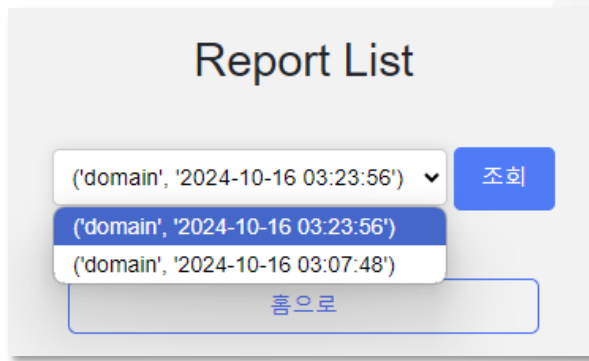 Report List
('domain', '2024-10-16 03:23:56')
조회
('domain', '2024-10-16 03:23:56')
('domain', '2024-10-16 03:07:48')
홈으로